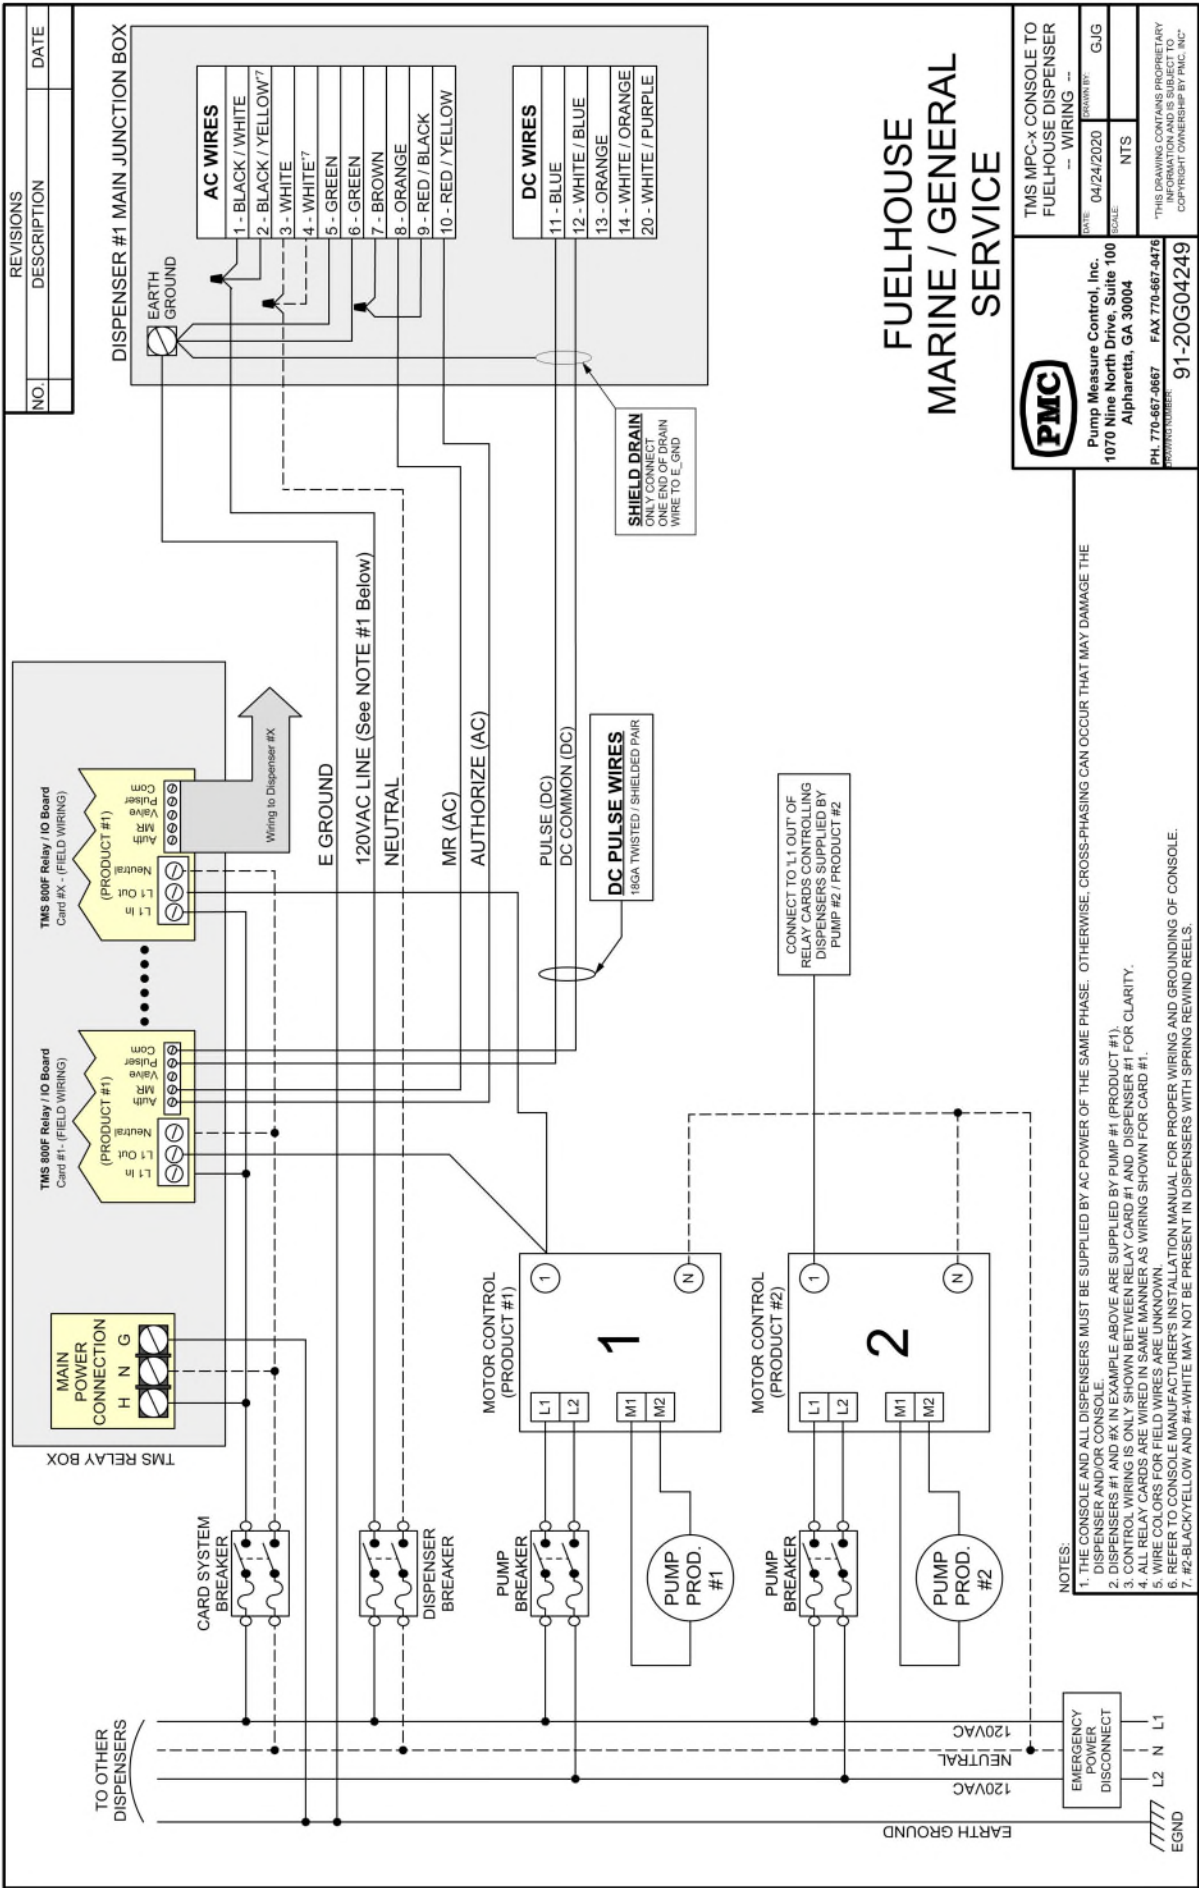 REVISIONS
NO. DESCRIPTION DATE
DISPENSER #1 MAIN JUNCTION BOX
EARTH
GROUND
AC WIRES
1 - BLACK / WHITE
2 - BLACK / YELLOW*7
3 - WHITE
4 - WHITE*7
5 - GREEN
6 - GREEN
7 - BROWN
8 - ORANGE
9 - RED / BLACK
10 - RED / YELLOW
DC WIRES
11 - BLUE
12 - WHITE / BLUE
13 - ORANGE
14 - WHITE / ORANGE
20 - WHITE / PURPLE
SHIELD DRAIN
ONLY CONNECT
ONE END OF DRAIN
WIRE TO E_GND
TMS RELAY BOX
MAIN
POWER
CONNECTION
H N G
TMS 800F Relay / IO Board
Card #1- (FIELD WIRING)
(PRODUCT #1)
L1 In
L1 Out
Neutral
Auth
MR
Valve
Pulser
Com
TMS 800F Relay / IO Board
Card #X - (FIELD WIRING)
(PRODUCT #1)
L1 In
L1 Out
Neutral
Auth
MR
Valve
Pulser
Com
Wiring to Dispenser #X
E GROUND
120VAC LINE (See NOTE #1 Below)
NEUTRAL
MR (AC)
AUTHORIZE (AC)
PULSE (DC)
DC COMMON (DC)
DC PULSE WIRES
18GA TWISTED / SHIELDED PAIR
TO OTHER
DISPENSERS
CARD SYSTEM
BREAKER
DISPENSER
BREAKER
PUMP
BREAKER
MOTOR CONTROL
(PRODUCT #1)
L1
L2
M1
M2
1
1
N
PUMP
PROD.
#1
PUMP
BREAKER
MOTOR CONTROL
(PRODUCT #2)
L1
L2
M1
M2
2
1
N
PUMP
PROD.
#2
CONNECT TO 'L1 OUT' OF
RELAY CARDS CONTROLLING
DISPENSERS SUPPLIED BY
PUMP #2 / PRODUCT #2
120VAC
NEUTRAL
120VAC
EARTH GROUND
EMERGENCY
POWER
DISCONNECT
EGND L2 N L1
NOTES:
1. THE CONSOLE AND ALL DISPENSERS MUST BE SUPPLIED BY AC POWER OF THE SAME PHASE. OTHERWISE, CROSS-PHASING CAN OCCUR THAT MAY DAMAGE THE
DISPENSER AND/OR CONSOLE.
2. DISPENSERS #1 AND #X IN EXAMPLE ABOVE ARE SUPPLIED BY PUMP #1 (PRODUCT #1).
3. CONTROL WIRING IS ONLY SHOWN BETWEEN RELAY CARD #1 AND DISPENSER #1 FOR CLARITY.
4. ALL RELAY CARDS ARE WIRED IN SAME MANNER AS WIRING SHOWN FOR CARD #1.
5. WIRE COLORS FOR FIELD WIRES ARE UNKNOWN.
6. REFER TO CONSOLE MANUFACTURER'S INSTALLATION MANUAL FOR PROPER WIRING AND GROUNDING OF CONSOLE.
7. #2-BLACK/YELLOW AND #4-WHITE MAY NOT BE PRESENT IN DISPENSERS WITH SPRING REWIND REELS.
FUELHOUSE
MARINE / GENERAL
SERVICE
PMC
Pump Measure Control, Inc.
1070 Nine North Drive, Suite 100
Alpharetta, GA 30004
PH. 770-667-0667 FAX 770-667-0476
DRAWING NUMBER:
91-20G04249
TMS MPC-x CONSOLE TO
FUELHOUSE DISPENSER
-- WIRING --
DATE: 04/24/2020
DRAWN BY: GJG
SCALE: NTS
"THIS DRAWING CONTAINS PROPRIETARY
INFORMATION AND IS SUBJECT TO
COPYRIGHT OWNERSHIP BY PMC, INC"